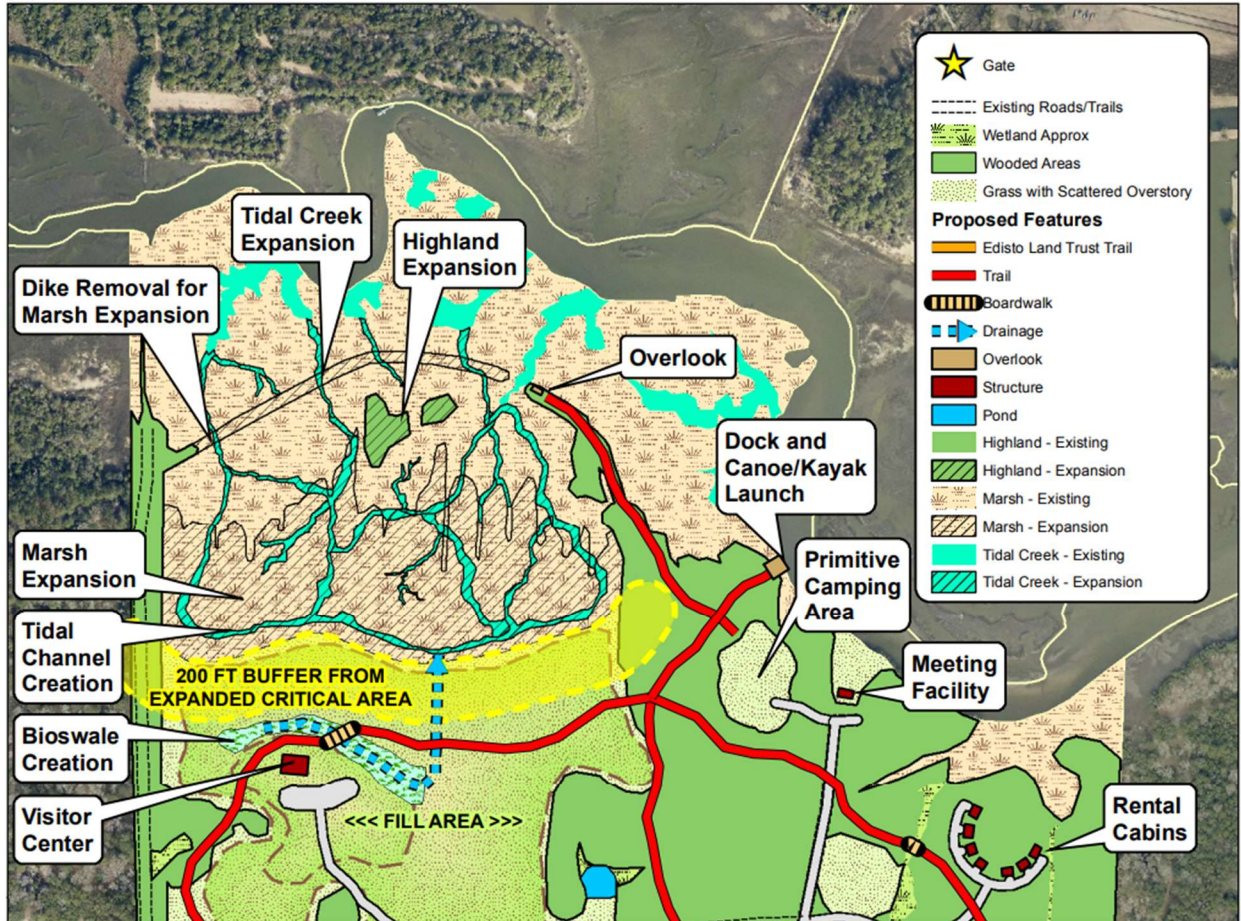 Gate
Existing Roads/Trails
Wetland Approx
Wooded Areas
Grass with Scattered Overstory
Proposed Features
Edisto Land Trust Trail
Trail
Boardwalk
Drainage
Overlook
Structure
Pond
Highland - Existing
Highland - Expansion
Marsh - Existing
Marsh - Expansion
Tidal Creek - Existing
Tidal Creek - Expansion
Tidal Creek
Expansion
Highland
Expansion
Dike Removal for
Marsh Expansion
Overlook
Dock and
Canoe/Kayak
Launch
Marsh
Expansion
Primitive
Camping
Area
Tidal
Channel
Creation
200 FT BUFFER FROM
EXPANDED CRITICAL AREA
Meeting
Facility
Bioswale
Creation
Visitor
Center
<<< FILL AREA >>>
Rental
Cabins